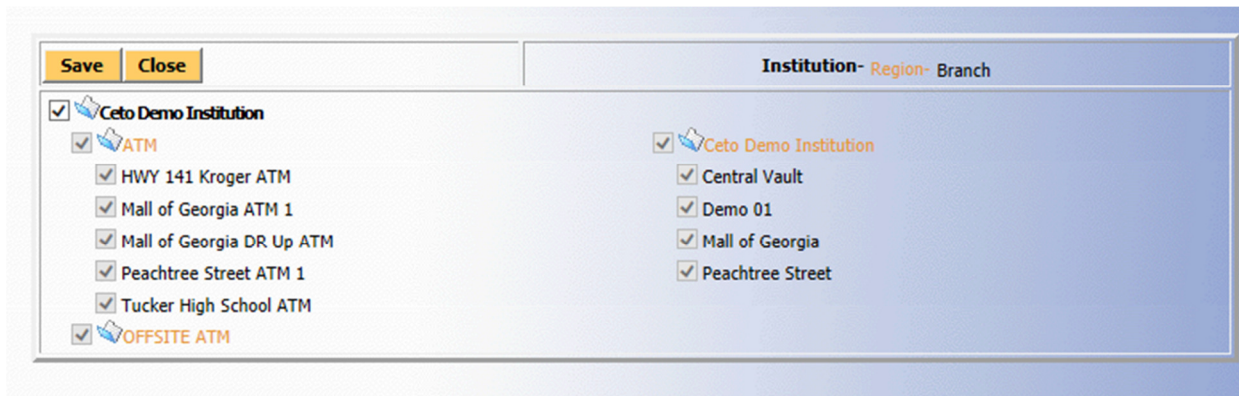 Save Close Institution- Region- Branch
Ceto Demo Institution
ATM
HWY 141 Kroger ATM
Mall of Georgia ATM 1
Mall of Georgia DR Up ATM
Peachtree Street ATM 1
Tucker High School ATM
OFFSITE ATM
Ceto Demo Institution
Central Vault
Demo 01
Mall of Georgia
Peachtree Street